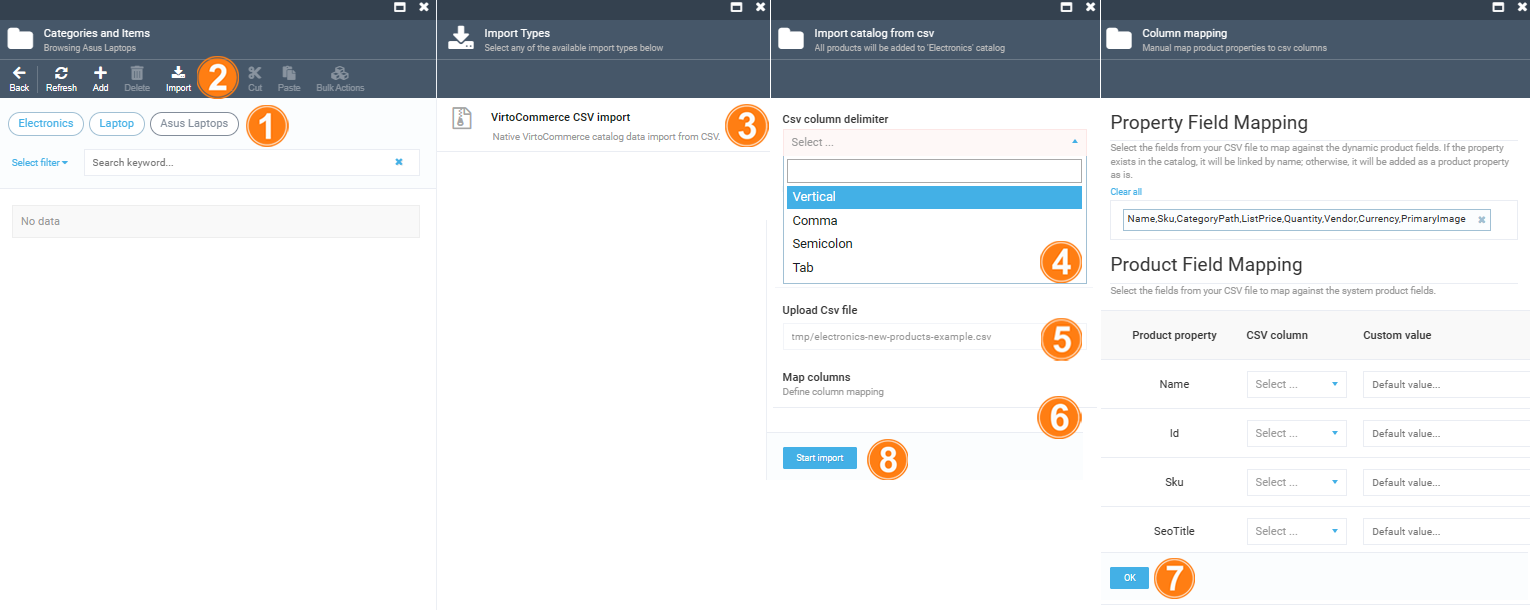 Categories and Items
Browsing Asus Laptops
Back
Refresh
Add
Delete
Import
2
Cut
Paste
Bulk Actions
Electronics
Laptop
Asus Laptops
1
Select filter
Search keyword...
No data
Import Types
Select any of the available import types below
VirtoCommerce CSV import
Native VirtoCommerce catalog data import from CSV.
3
Import catalog from csv
All products will be added to 'Electronics' catalog
Csv column delimiter
Select ...
Vertical
Comma
Semicolon
Tab
4
Upload Csv file
tmp/electronics-new-products-example.csv
5
Map columns
Define column mapping
6
Start import
8
Column mapping
Manual map product properties to csv columns
Property Field Mapping
Select the fields from your CSV file to map against the dynamic product fields. If the property
exists in the catalog, it will be linked by name; otherwise, it will be added as a product property
as is.
Clear all
Name,Sku,CategoryPath,ListPrice,Quantity,Vendor,Currency,PrimaryImage
Product Field Mapping
Select the fields from your CSV file to map against the system product fields.
Product property CSV column Custom value
Name Select ... Default value...
Id Select ... Default value...
Sku Select ... Default value...
SeoTitle Select ... Default value...
OK
7